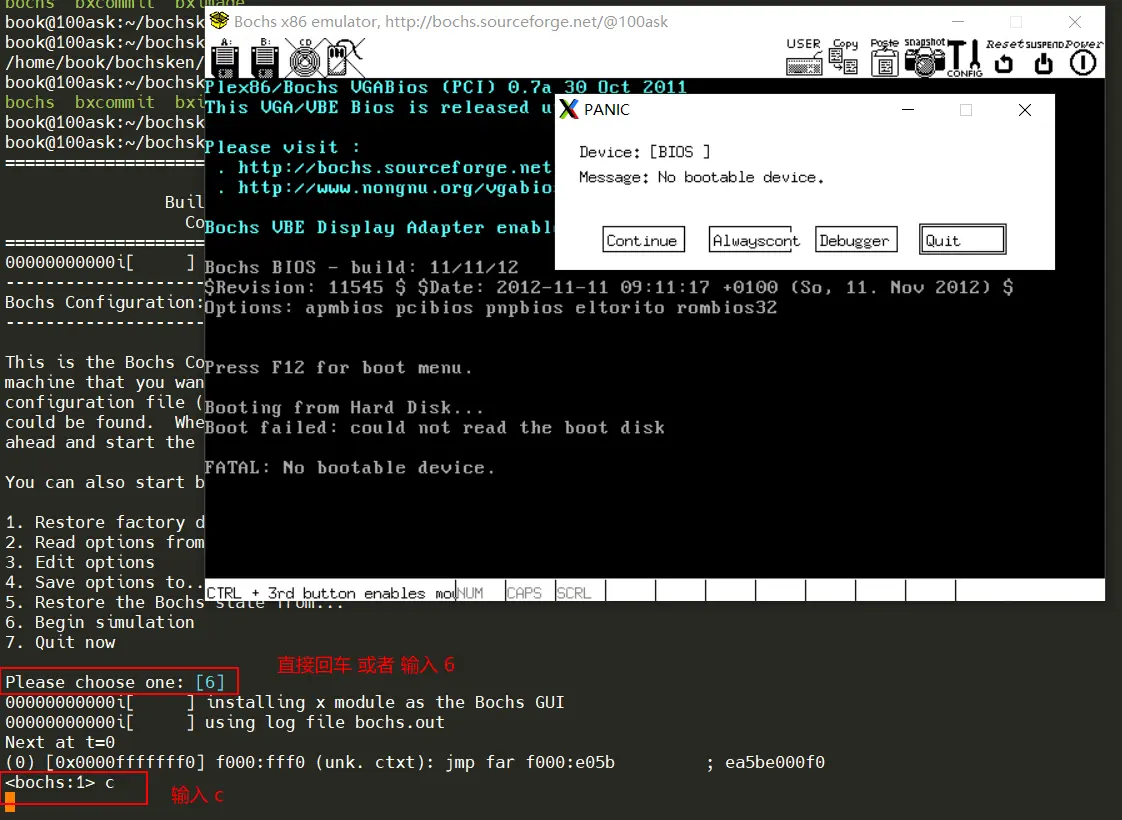 bochs  bxcommit  bximage
book@100ask:~/bochsk
book@100ask:~/bochsk
/home/book/bochsken/
book@100ask:~/bochsk
bochs  bxcommit  bxi
book@100ask:~/bochsk
book@100ask:~/bochsk
========================
Buil
Co
========================
00000000000i[      ]
------------------------
Bochs Configuration:
------------------------
This is the Bochs Co
machine that you wan
configuration file (
could be found.  Whe
ahead and start the
You can also start b
1. Restore factory d
2. Read options from
3. Edit options
4. Save options to...
5. Restore the Bochs state from...
6. Begin simulation
7. Quit now
Please choose one: [6]
直接回车 或者 输入 6
00000000000i[      ] installing x module as the Bochs GUI
00000000000i[      ] using log file bochs.out
Next at t=0
(0) [0x0000fffffff0] f000:fff0 (unk. ctxt): jmp far f000:e05b         ; ea5be000f0
<bochs:1> c
输入 c
Bochs x86 emulator, http://bochs.sourceforge.net/@100ask
A: B: CD
USER Copy Paste snapshot CONFIG Reset SUSPEND Power
Plex86/Bochs VGABios (PCI) 0.7a 30 Oct 2011
This VGA/VBE Bios is released u
Please visit :
. http://bochs.sourceforge.net
. http://www.nongnu.org/vgabios
Bochs VBE Display Adapter enabl
Bochs BIOS - build: 11/11/12
$Revision: 11545 $ $Date: 2012-11-11 09:11:17 +0100 (So, 11. Nov 2012) $
Options: apmbios pcibios pnpbios eltorito rombios32
Press F12 for boot menu.
Booting from Hard Disk...
Boot failed: could not read the boot disk
FATAL: No bootable device.
CTRL + 3rd button enables mou
NUM
CAPS
SCRL
PANIC
Device: [BIOS ]
Message: No bootable device.
Continue
Alwayscont
Debugger
Quit